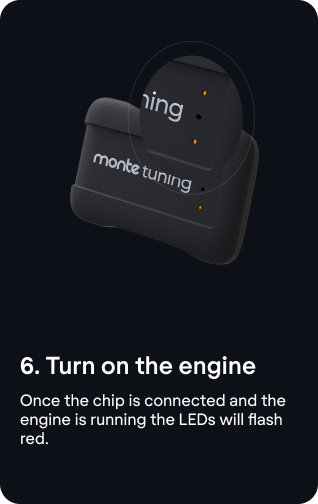 ning
monte tuning
6. Turn on the engine
Once the chip is connected and the
engine is running the LEDs will flash
red.